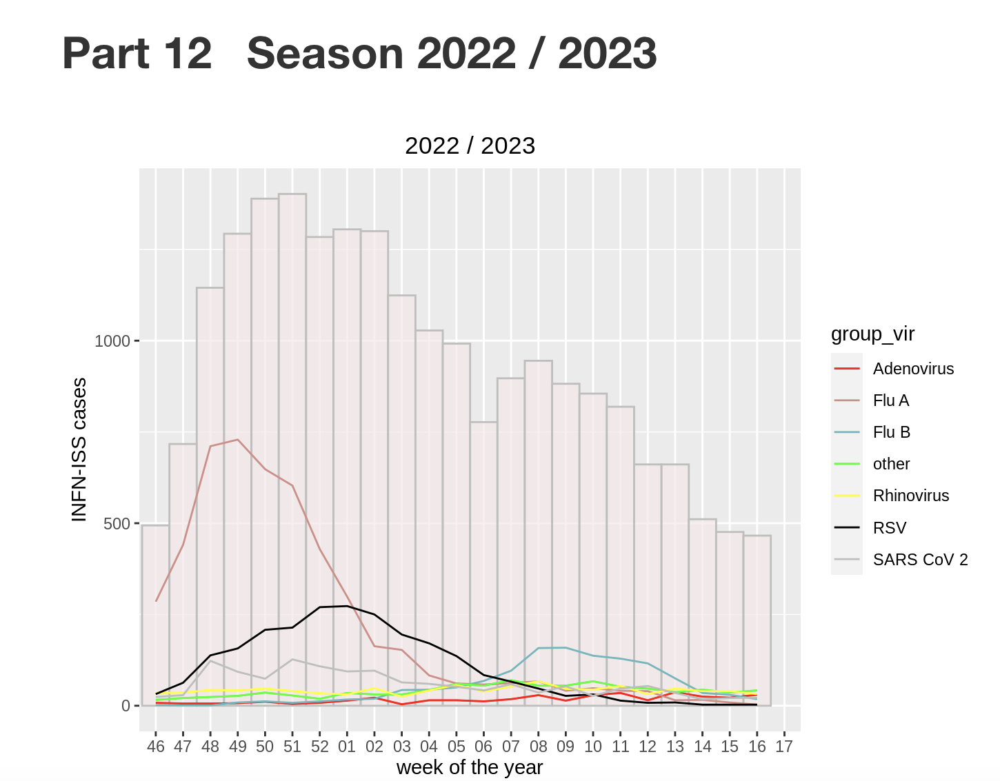 Part 12 Season 2022 / 2023
2022 / 2023
INFN-ISS cases
1000
500
0
46 47 48 49 50 51 52 01 02 03 04 05 06 07 08 09 10 11 12 13 14 15 16 17
week of the year
group_vir
Adenovirus
Flu A
Flu B
other
Rhinovirus
RSV
SARS CoV 2